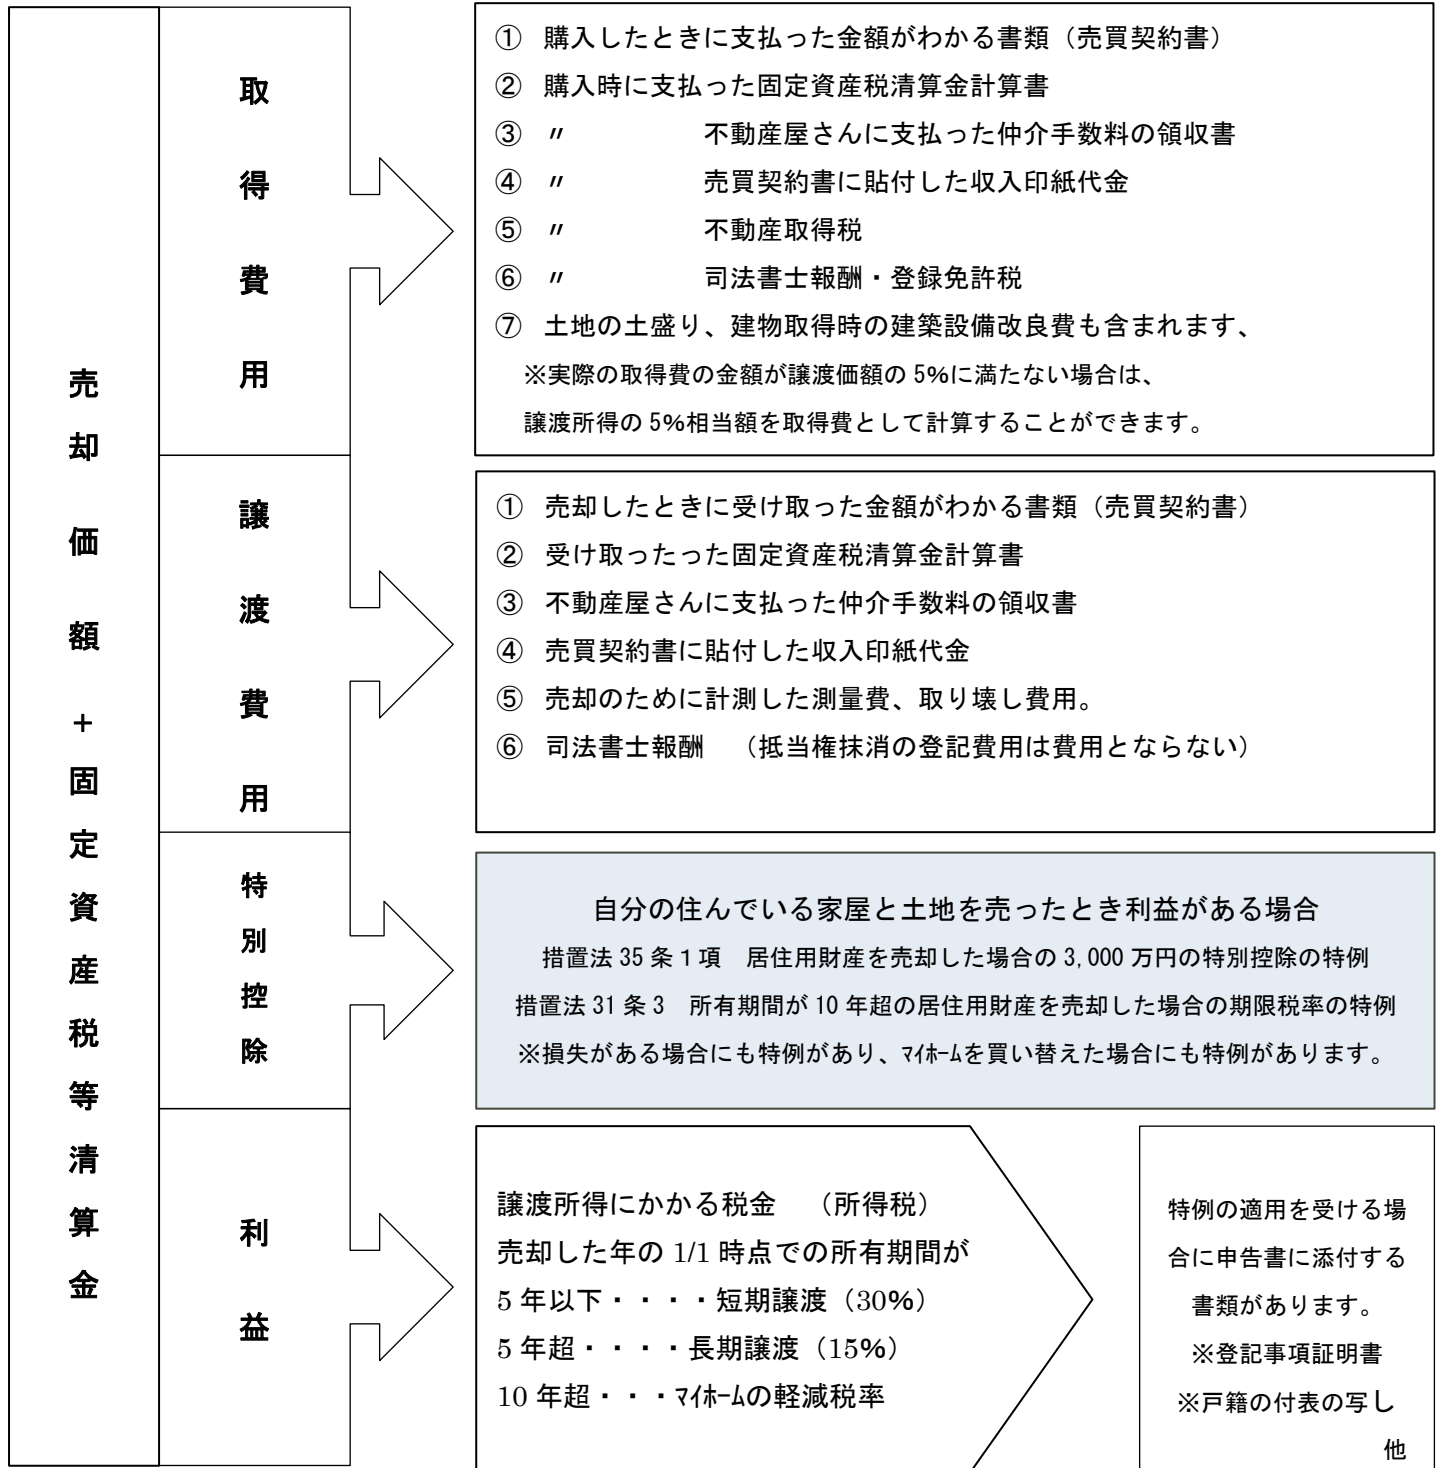 売却価額+固定資産税等清算金
取得費用
① 購入したときに支払った金額がわかる書類（売買契約書）
② 購入時に支払った固定資産税清算金計算書
③ 〃 不動産屋さんに支払った仲介手数料の領収書
④ 〃 売買契約書に貼付した収入印紙代金
⑤ 〃 不動産取得税
⑥ 〃 司法書士報酬・登録免許税
⑦ 土地の土盛り、建物取得時の建築設備改良費も含まれます、
※実際の取得費の金額が譲渡価額の 5%に満たない場合は、
譲渡所得の 5%相当額を取得費として計算することができます。
譲渡費用
① 売却したときに受け取った金額がわかる書類（売買契約書）
② 受け取ったった固定資産税清算金計算書
③ 不動産屋さんに支払った仲介手数料の領収書
④ 売買契約書に貼付した収入印紙代金
⑤ 売却のために計測した測量費、取り壊し費用。
⑥ 司法書士報酬 （抵当権抹消の登記費用は費用とならない）
特別控除
自分の住んでいる家屋と土地を売ったとき利益がある場合
措置法 35 条 1 項 居住用財産を売却した場合の 3,000 万円の特別控除の特例
措置法 31 条 3 所有期間が 10 年超の居住用財産を売却した場合の期限税率の特例
※損失がある場合にも特例があり、ﾏｲﾎｰﾑを買い替えた場合にも特例があります。
利益
譲渡所得にかかる税金 （所得税）
売却した年の 1/1 時点での所有期間が
5 年以下・・・・短期譲渡（30%）
5 年超・・・・長期譲渡（15%）
10 年超・・・ﾏｲﾎｰﾑの軽減税率
特例の適用を受ける場
合に申告書に添付する
書類があります。
※登記事項証明書
※戸籍の付表の写し
他